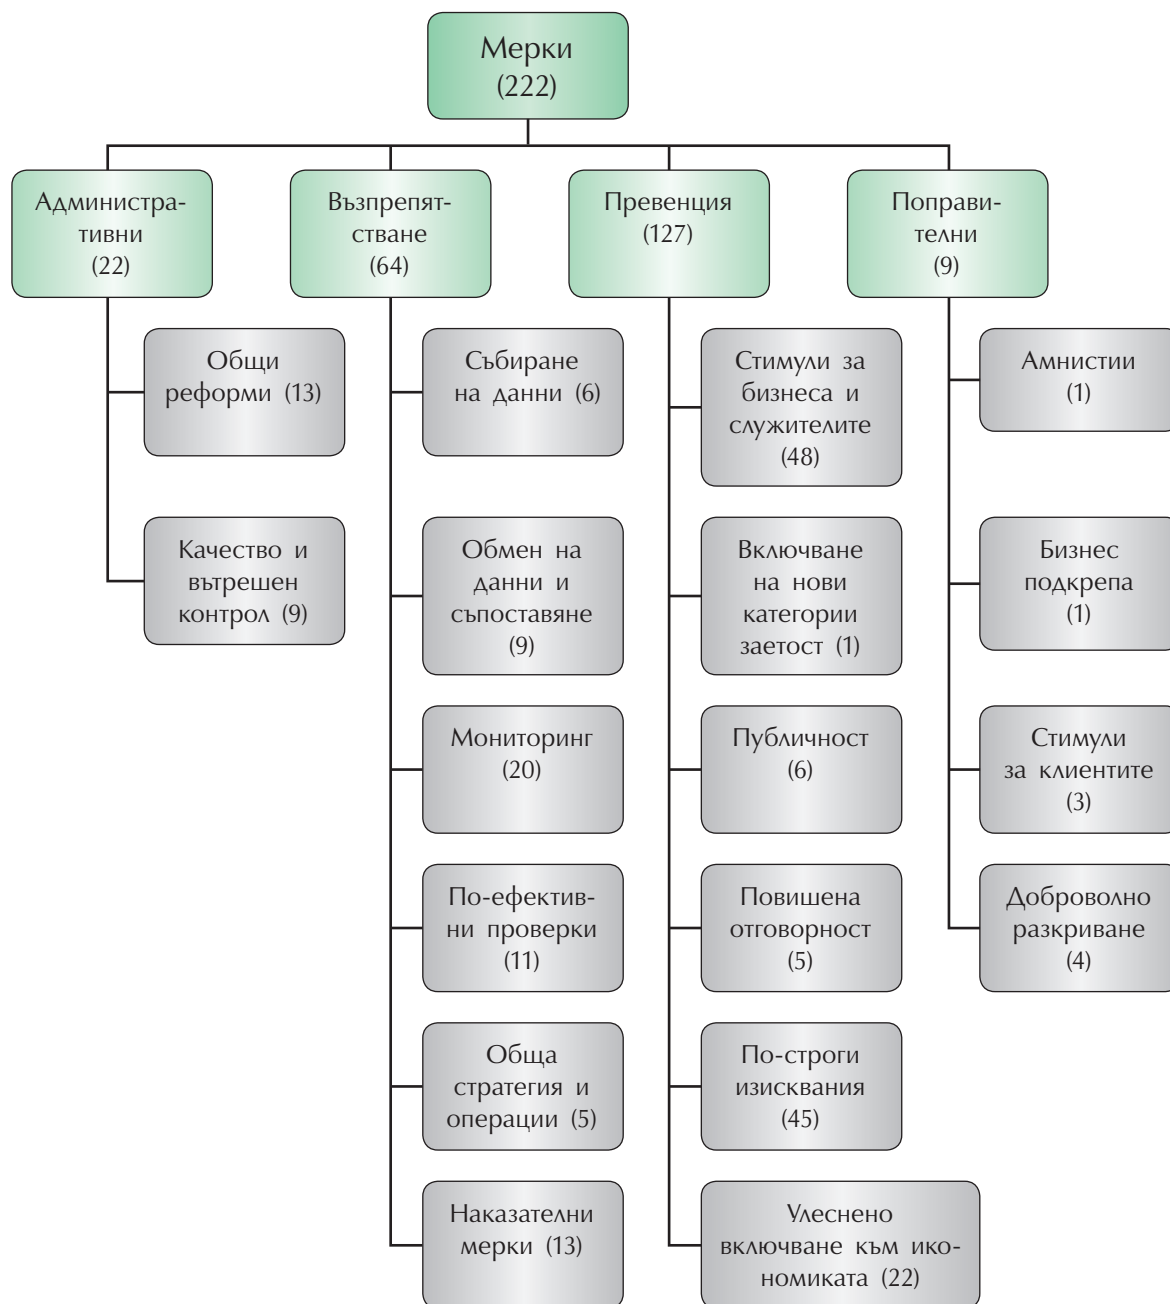 Мерки
(222)
Администра-
тивни
(22)
Общи
реформи (13)
Качество и
вътрешен
контрол (9)
Възпрепят-
стване
(64)
Събиране
на данни (6)
Обмен на
данни и
съпоставяне
(9)
Мониторинг
(20)
По-ефектив-
ни проверки
(11)
Обща
стратегия и
операции (5)
Наказателни
мерки (13)
Превенция
(127)
Стимули за
бизнеса и
служителите
(48)
Включване
на нови
категории
заетост (1)
Публичност
(6)
Повишена
отговорност
(5)
По-строги
изисквания
(45)
Улеснено
включване към ико-
номиката (22)
Поправи-
телни
(9)
Амнистии
(1)
Бизнес
подкрепа
(1)
Стимули
за клиентите
(3)
Доброволно
разкриване
(4)